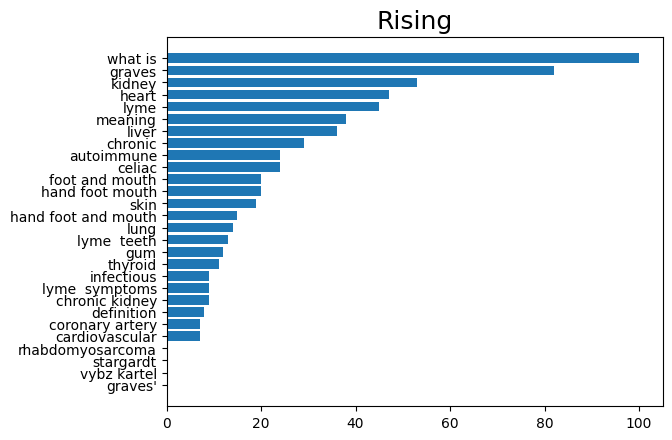 Rising
what is
graves
kidney
heart
lyme
meaning
liver
chronic
autoimmune
celiac
foot and mouth
hand foot mouth
skin
hand foot and mouth
lung
lyme  teeth
gum
thyroid
infectious
lyme  symptoms
chronic kidney
definition
coronary artery
cardiovascular
rhabdomyosarcoma
stargardt
vybz kartel
graves'
0 20 40 60 80 100